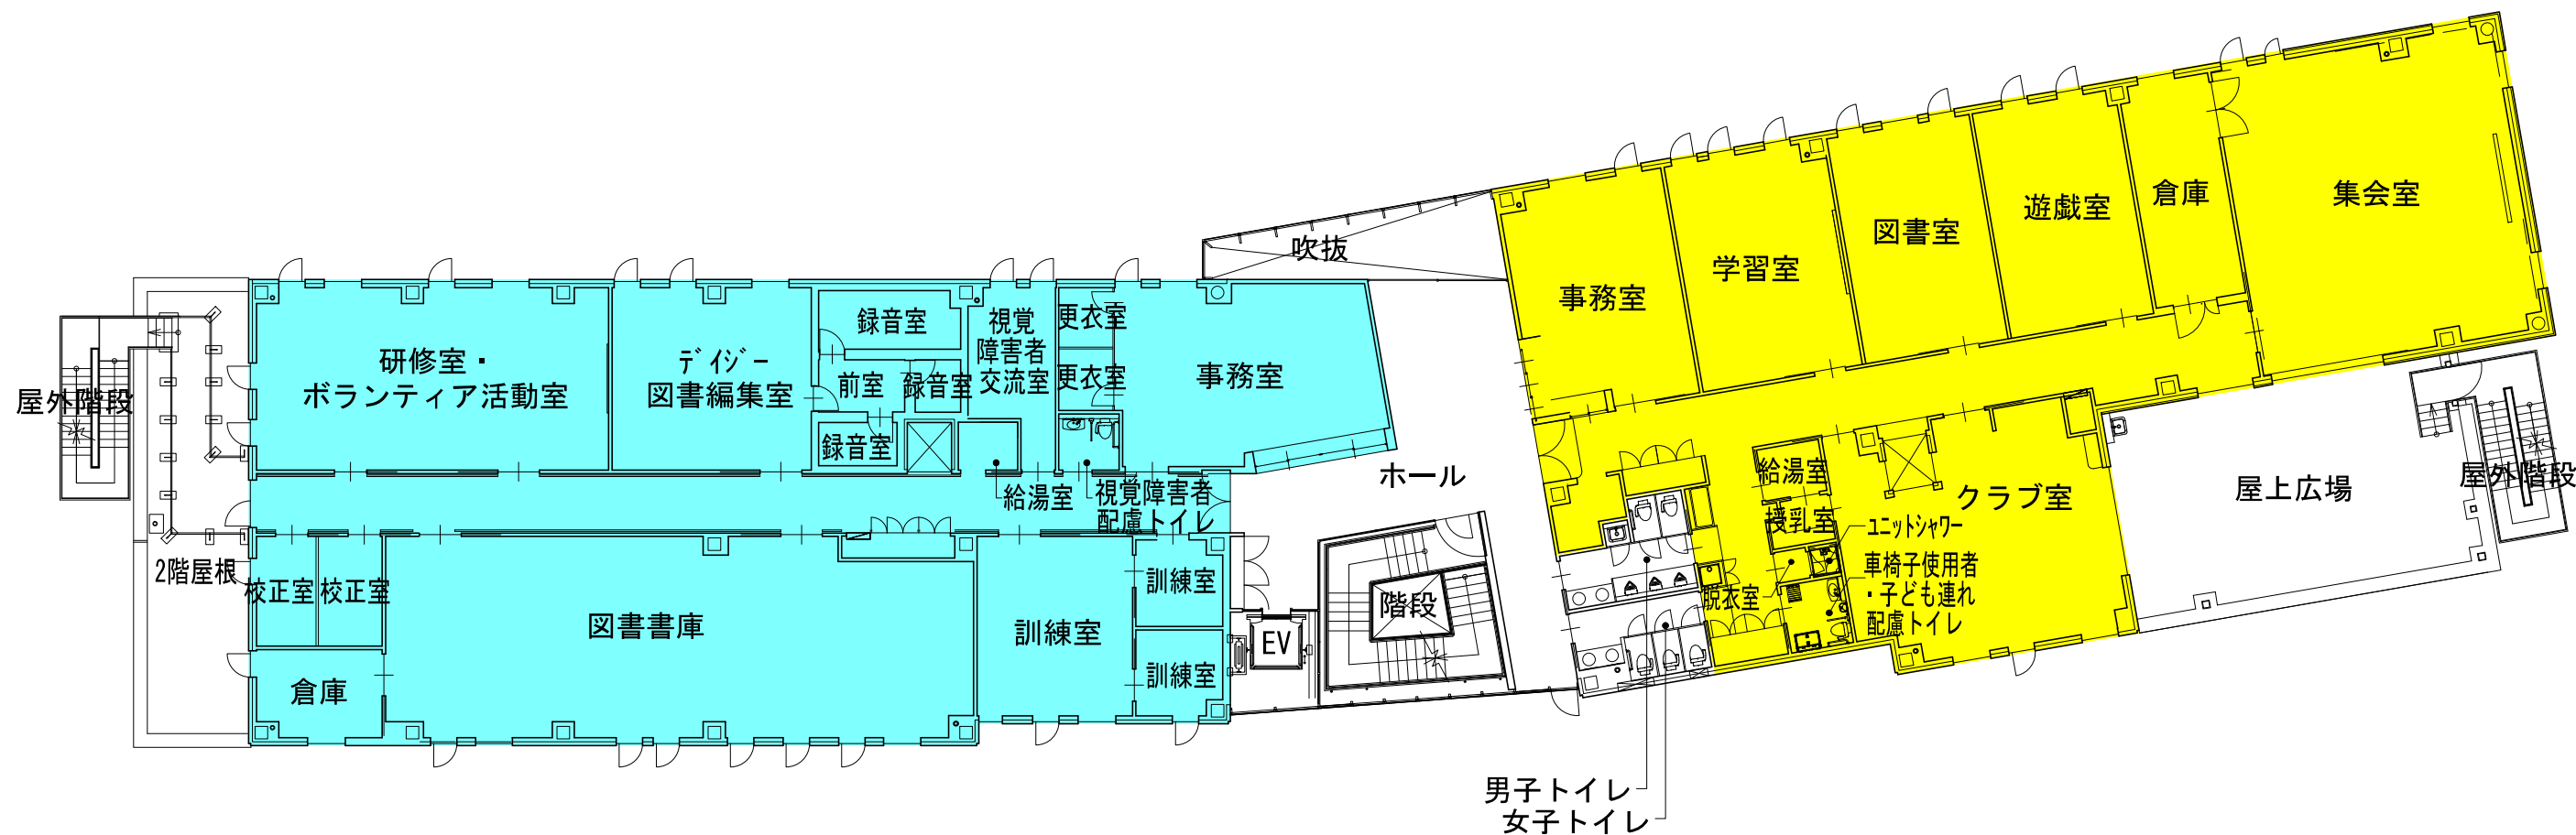 屋外階段
2階屋根
研修室・
ボランティア活動室
ﾃﾞｲｼﾞｰ
図書編集室
録音室
前室
録音室
録音室
視覚
障害者
交流室
更衣室
更衣室
事務室
給湯室
視覚障害者
配慮トイレ
校正室
校正室
倉庫
図書書庫
訓練室
訓練室
訓練室
吹抜
ホール
階段
EV
事務室
学習室
図書室
遊戯室
倉庫
集会室
給湯室
授乳室
クラブ室
ﾕﾆｯﾄｼｬﾜｰ
車椅子使用者
・子ども連れ
配慮トイレ
脱衣室
屋上広場
屋外階段
男子トイレ
女子トイレ